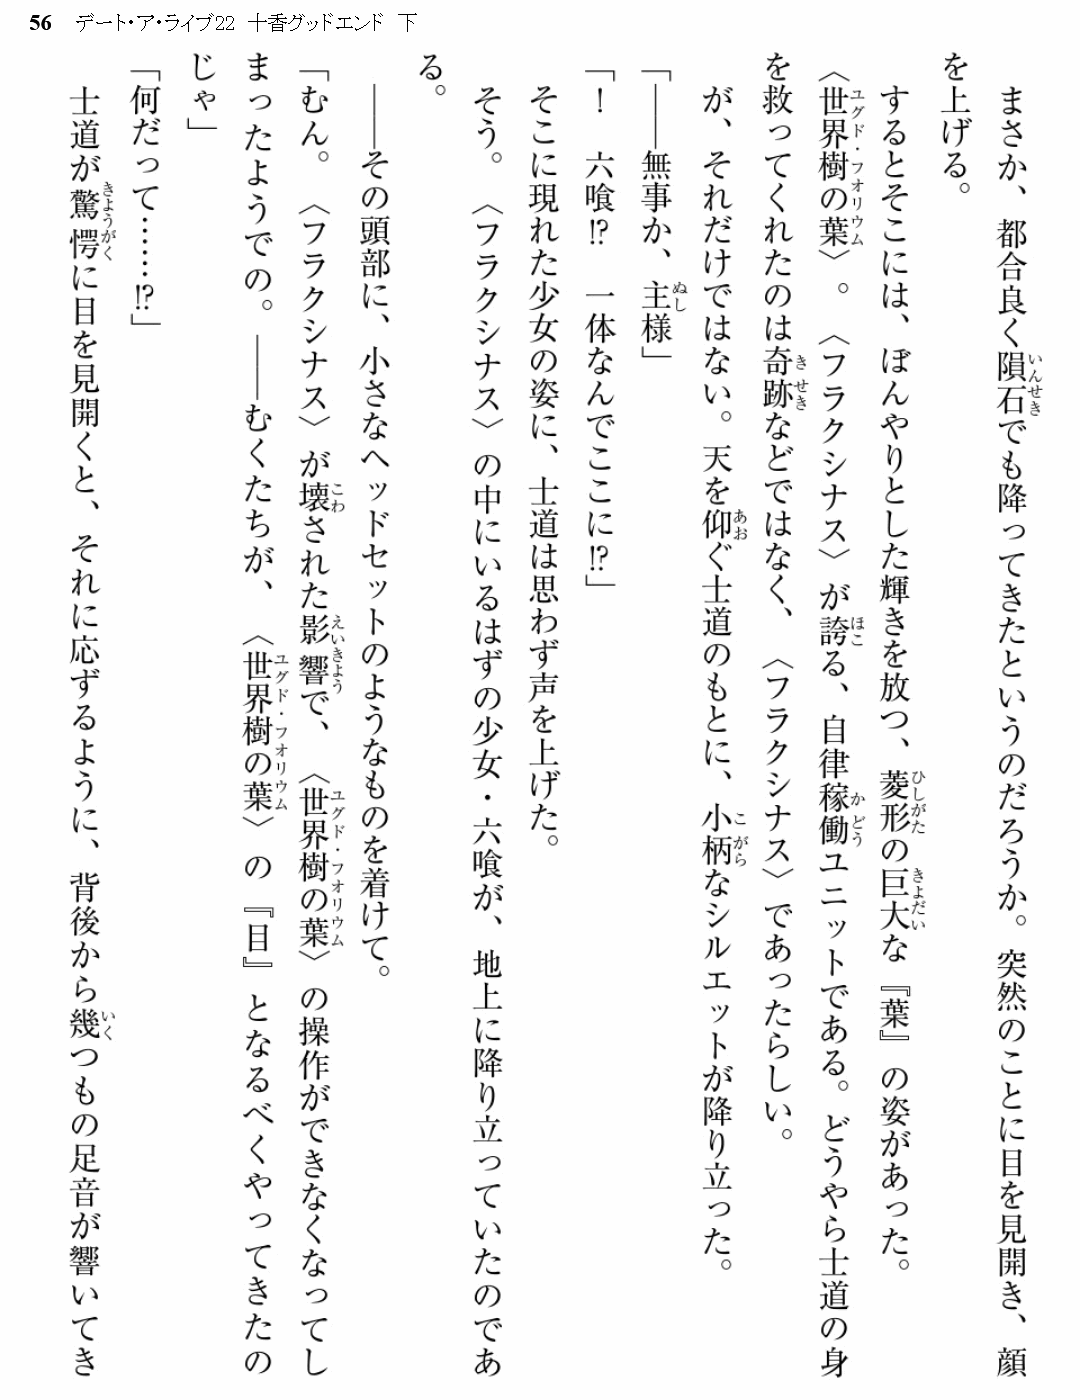 56 デート・ア・ライブ22 十香グッドエンド 下
まさか、都合良く隕石でも降ってきたというのだろうか。突然のことに目を見開き、顔
を上げる。
するとそこには、ぼんやりとした輝きを放つ、菱形の巨大な『葉』の姿があった。
〈世界樹の葉〉。〈フラクシナス〉が誇る、自律稼働ユニットである。どうやら士道の身
を救ってくれたのは奇跡などではなく、〈フラクシナス〉であったらしい。
が、それだけではない。天を仰ぐ士道のもとに、小柄なシルエットが降り立った。
「――無事か、主様」
「！　六喰!?　一体なんでここに!?」
そこに現れた少女の姿に、士道は思わず声を上げた。
そう。〈フラクシナス〉の中にいるはずの少女・六喰が、地上に降り立っていたのであ
る。
――その頭部に、小さなヘッドセットのようなものを着けて。
「むん。〈フラクシナス〉が壊された影響で、〈世界樹の葉〉の操作ができなくなってし
まったようでの。――むくたちが、〈世界樹の葉〉の『目』となるべくやってきたの
じゃ」
「何だって……!?」
士道が驚愕に目を見開くと、それに応ずるように、背後から幾つもの足音が響いてき